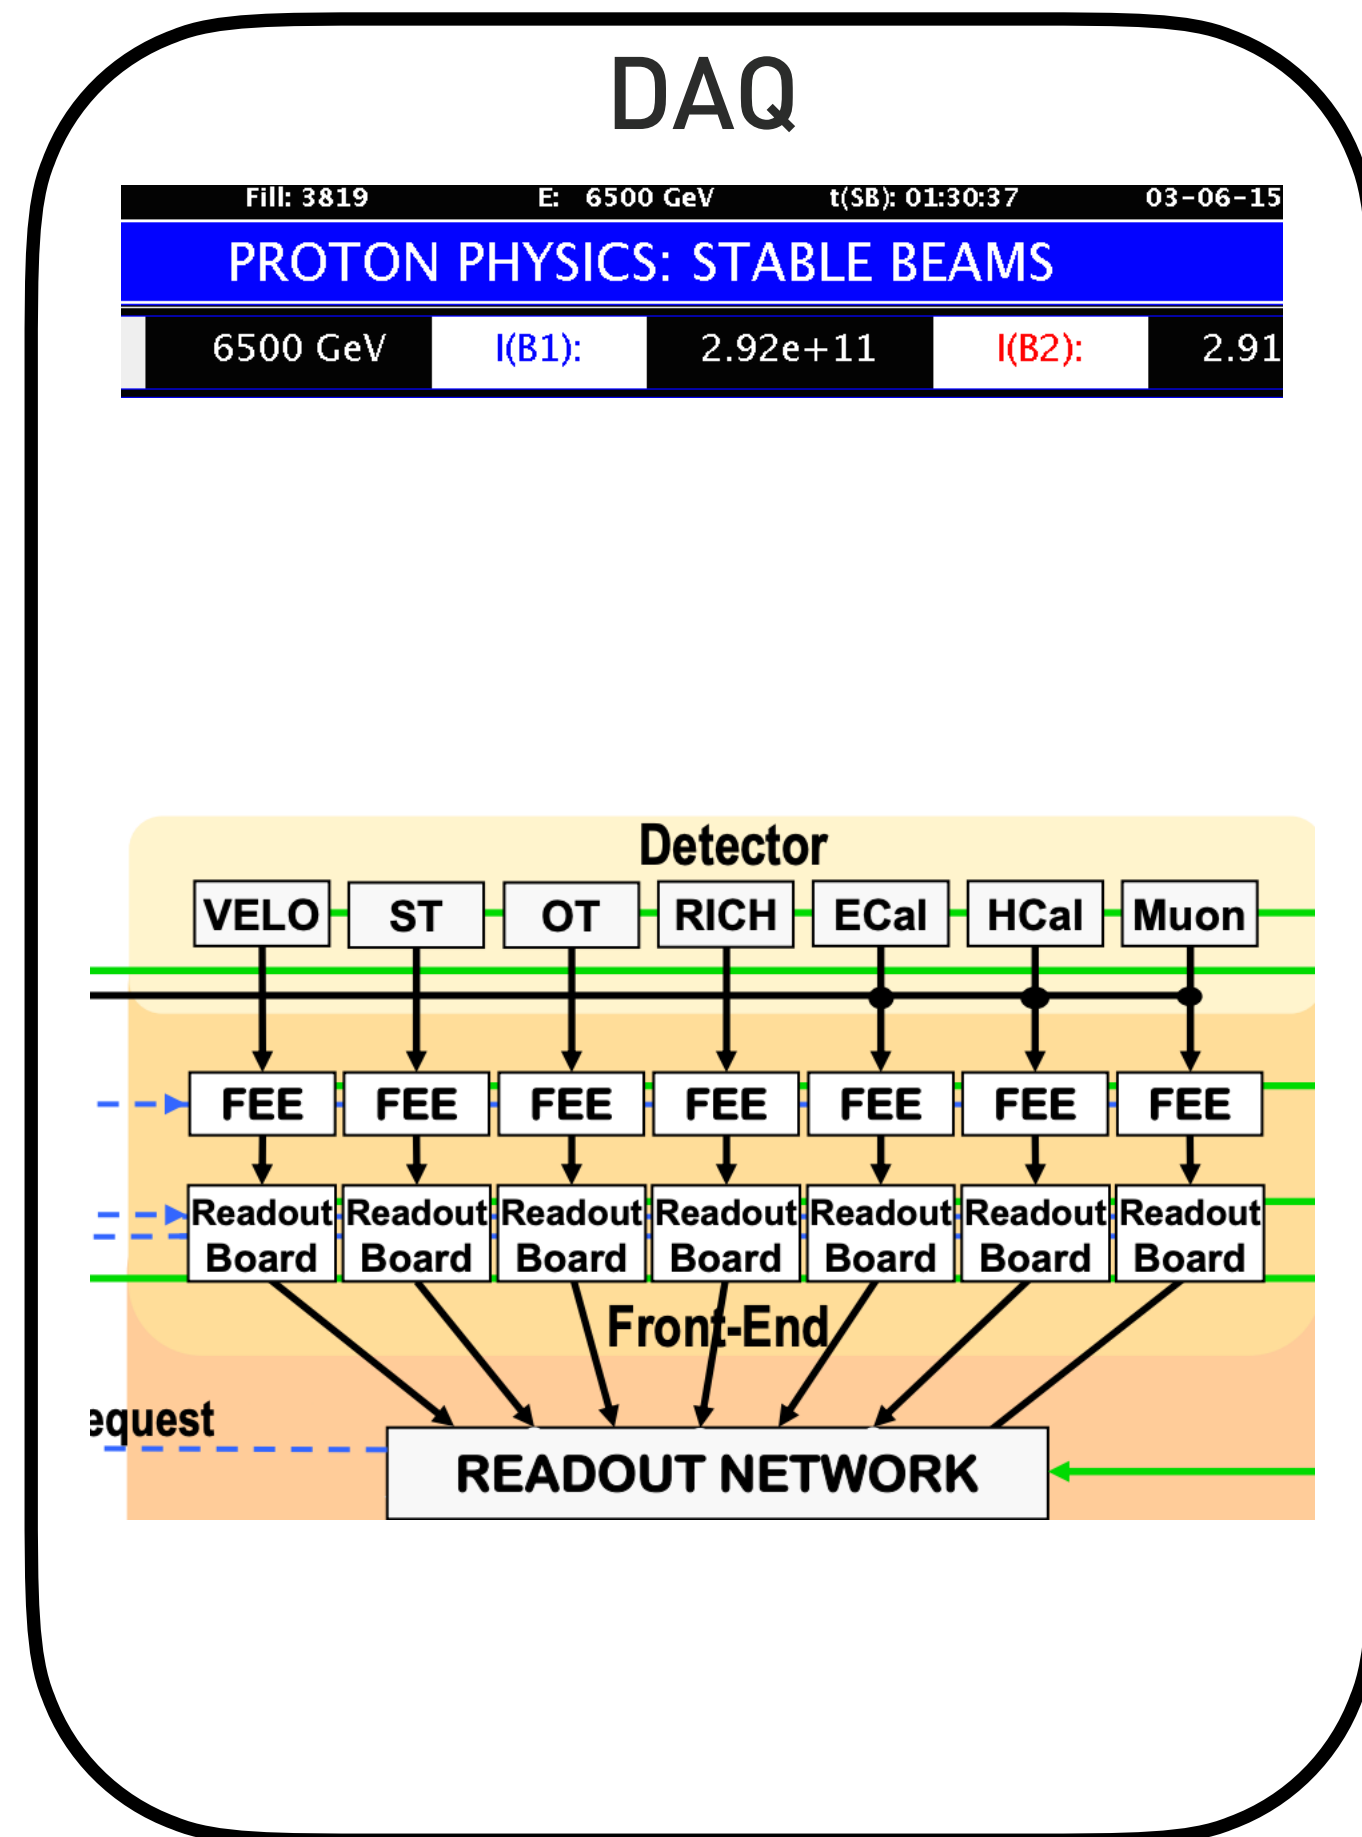 DAQ
Fill: 3819 E: 6500 GeV t(SB): 01:30:37 03-06-15
PROTON PHYSICS: STABLE BEAMS
6500 GeV I(B1): 2.92e+11 I(B2): 2.91
Detector
VELO ST OT RICH ECal HCal Muon
FEE FEE FEE FEE FEE FEE FEE
Readout Readout Readout Readout Readout Readout Readout
Board Board Board Board Board Board Board
Front-End
equest
READOUT NETWORK